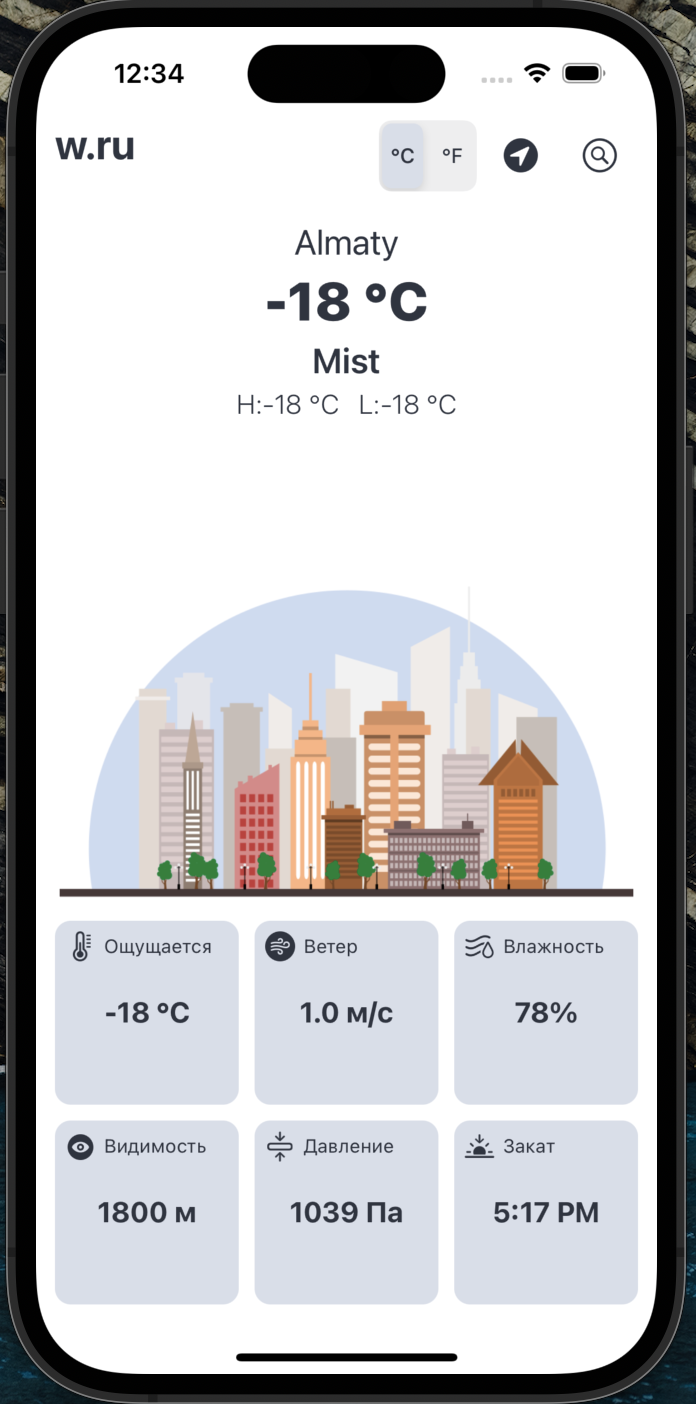 12:34
w.ru
°C °F
Almaty
-18 °C
Mist
H:-18 °C L:-18 °C
Ощущается Ветер Влажность
-18 °C 1.0 м/с 78%
Видимость Давление Закат
1800 м 1039 Па 5:17 PM